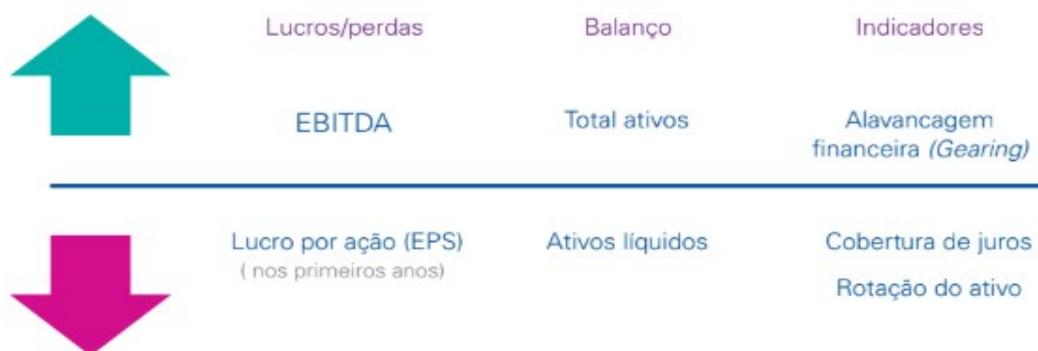 Lucros/perdas
Balanço
Indicadores
EBITDA
Total ativos
Alavancagem
financeira (Gearing)
Lucro por ação (EPS)
( nos primeiros anos)
Ativos líquidos
Cobertura de juros
Rotação do ativo